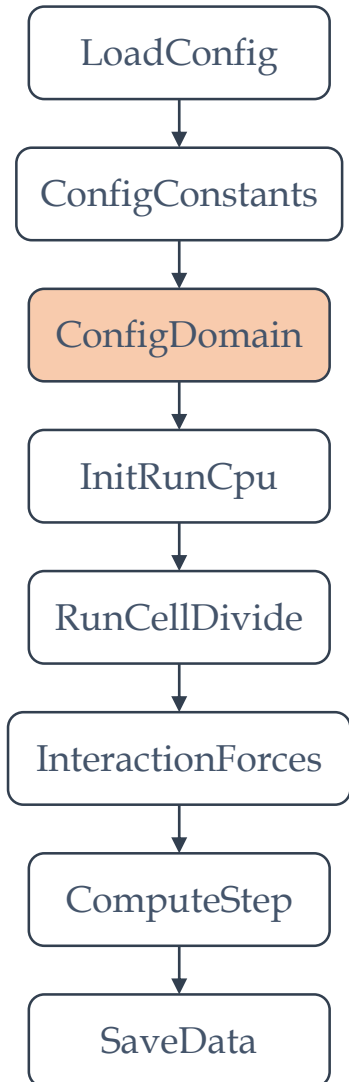 LoadConfig
ConfigConstants
ConfigDomain
InitRunCpu
RunCellDivide
InteractionForces
ComputeStep
SaveData